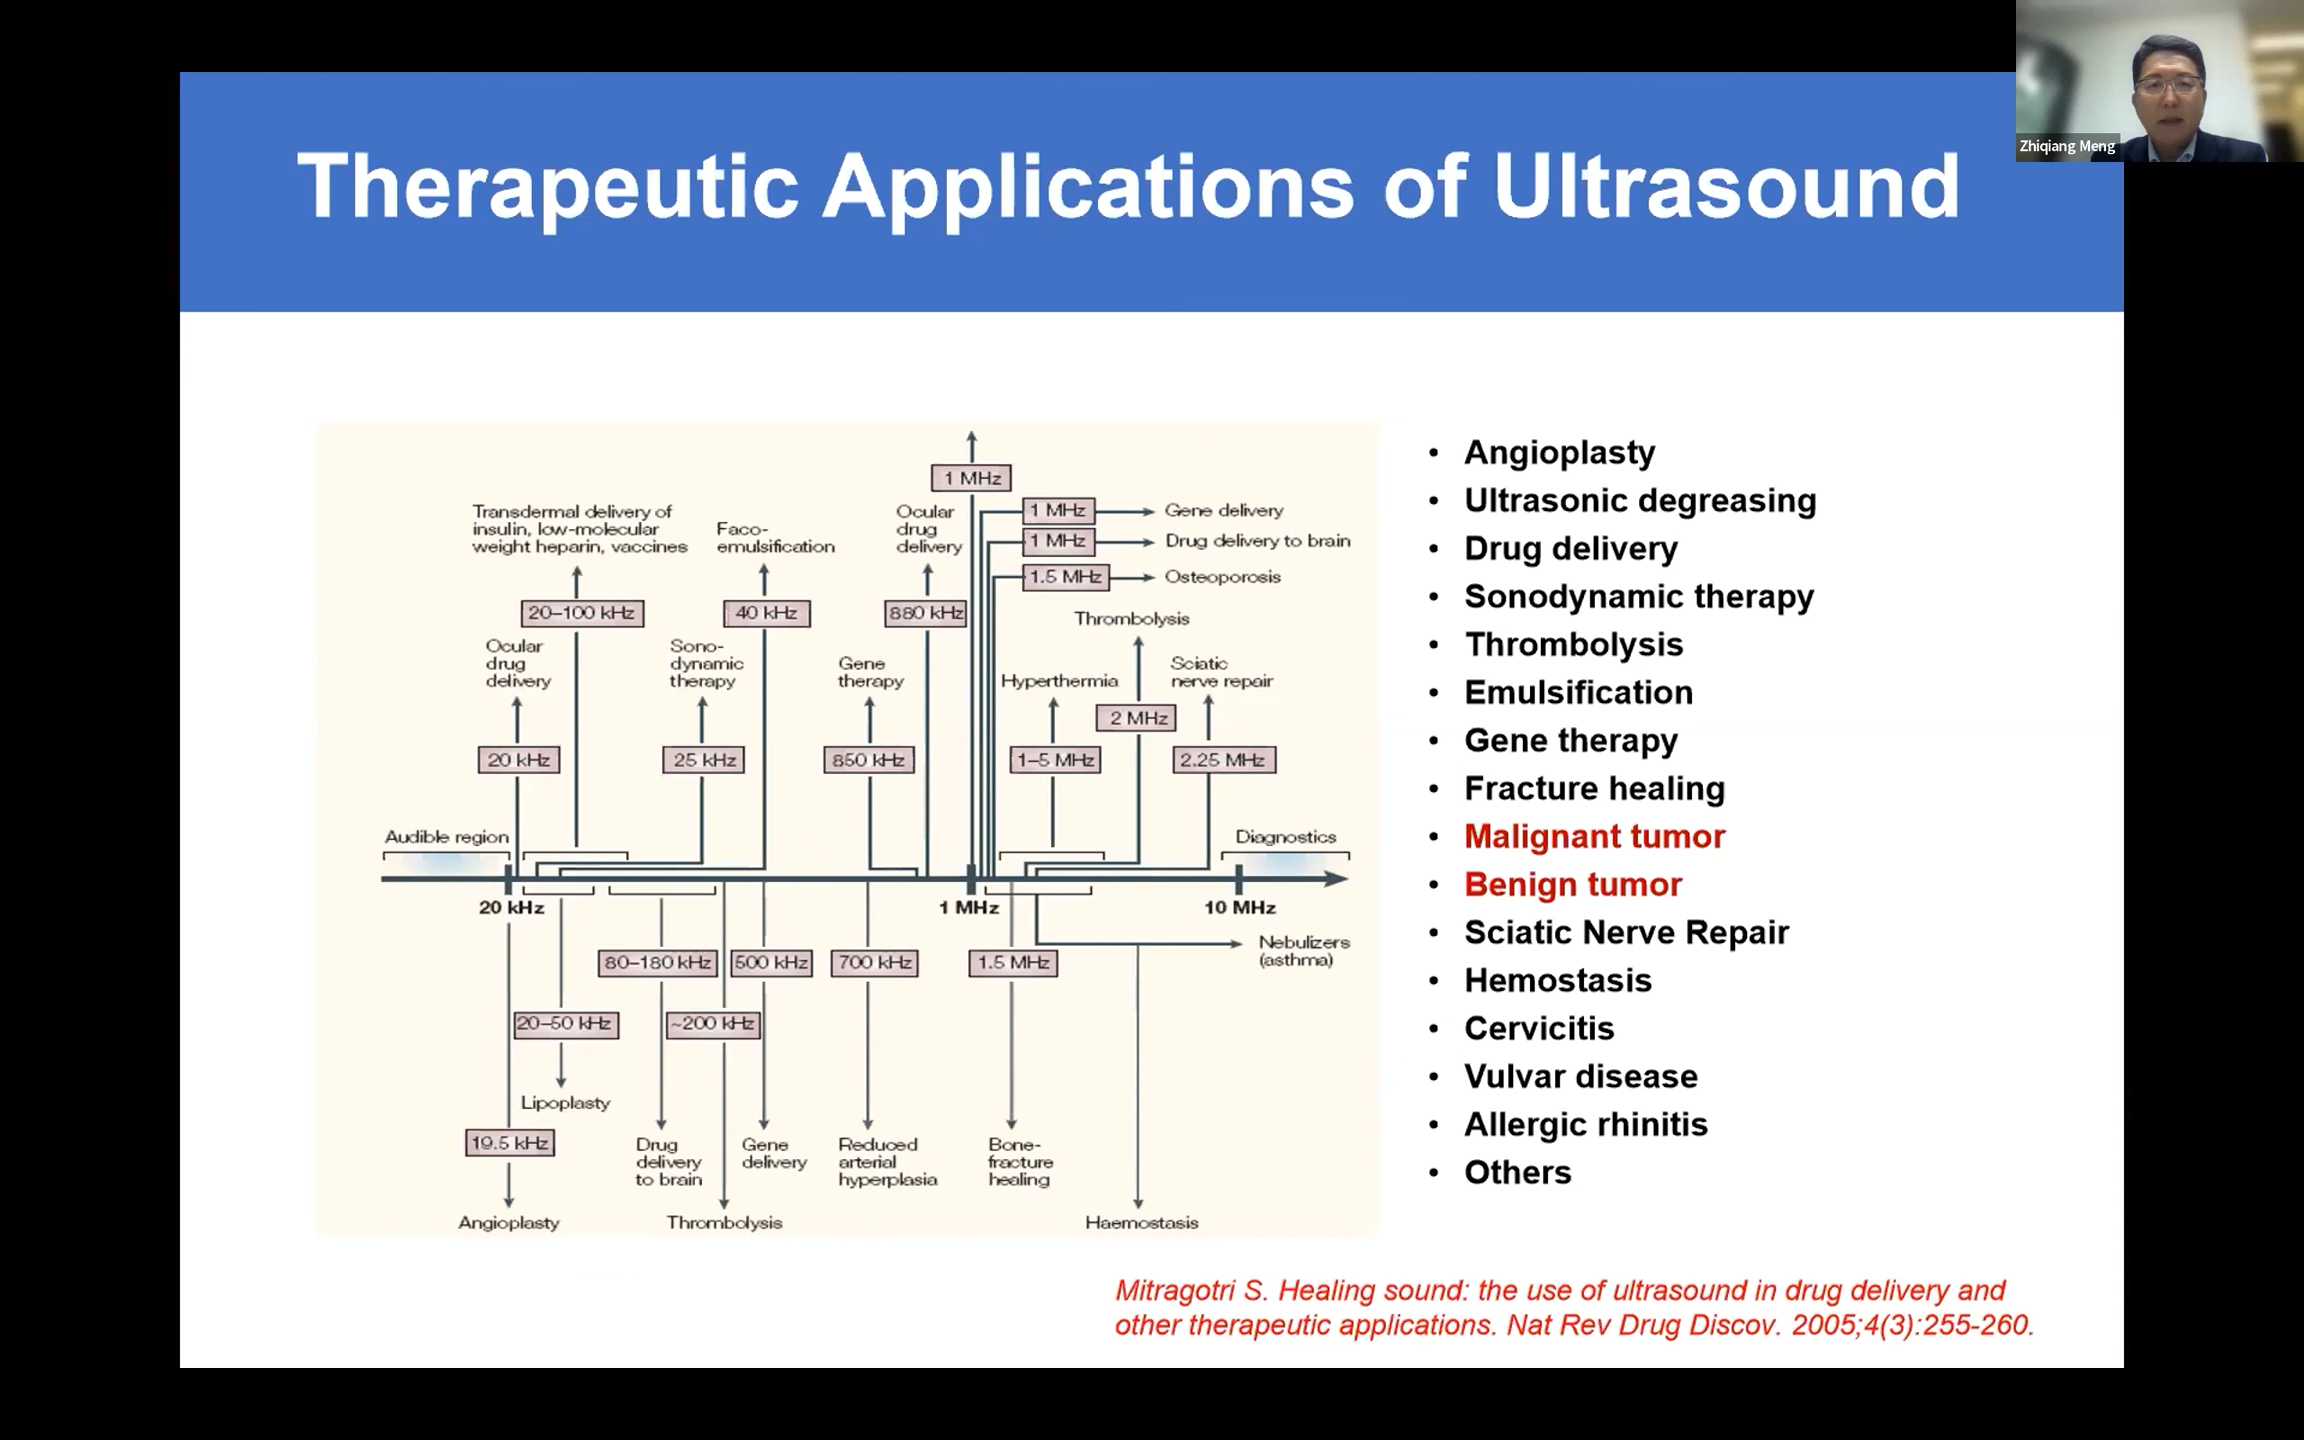 Zhiqiang Meng
Therapeutic Applications of Ultrasound
1 MHz
Transdermal delivery of
insulin, low-molecular
weight heparin, vaccines
Faco-
emulsification
Ocular
drug
delivery
1 MHz
Gene delivery
1 MHz
Drug delivery to brain
1.5 MHz
Osteoporosis
20–100 kHz
40 kHz
880 kHz
Thrombolysis
Ocular
drug
delivery
Sono-
dynamic
therapy
Gene
therapy
Hyperthermia
Sciatic
nerve repair
2 MHz
20 kHz
25 kHz
850 kHz
1–5 MHz
2.25 MHz
Audible region
Diagnostics
20 kHz
1 MHz
10 MHz
Nebulizers
(asthma)
80–180 kHz
500 kHz
700 kHz
1.5 MHz
20–50 kHz
~200 kHz
Lipoplasty
19.5 kHz
Drug
delivery
to brain
Gene
delivery
Reduced
arterial
hyperplasia
Bone-
fracture
healing
Angioplasty
Thrombolysis
Haemostasis
• Angioplasty
• Ultrasonic degreasing
• Drug delivery
• Sonodynamic therapy
• Thrombolysis
• Emulsification
• Gene therapy
• Fracture healing
• Malignant tumor
• Benign tumor
• Sciatic Nerve Repair
• Hemostasis
• Cervicitis
• Vulvar disease
• Allergic rhinitis
• Others
Mitragotri S. Healing sound: the use of ultrasound in drug delivery and
other therapeutic applications. Nat Rev Drug Discov. 2005;4(3):255-260.